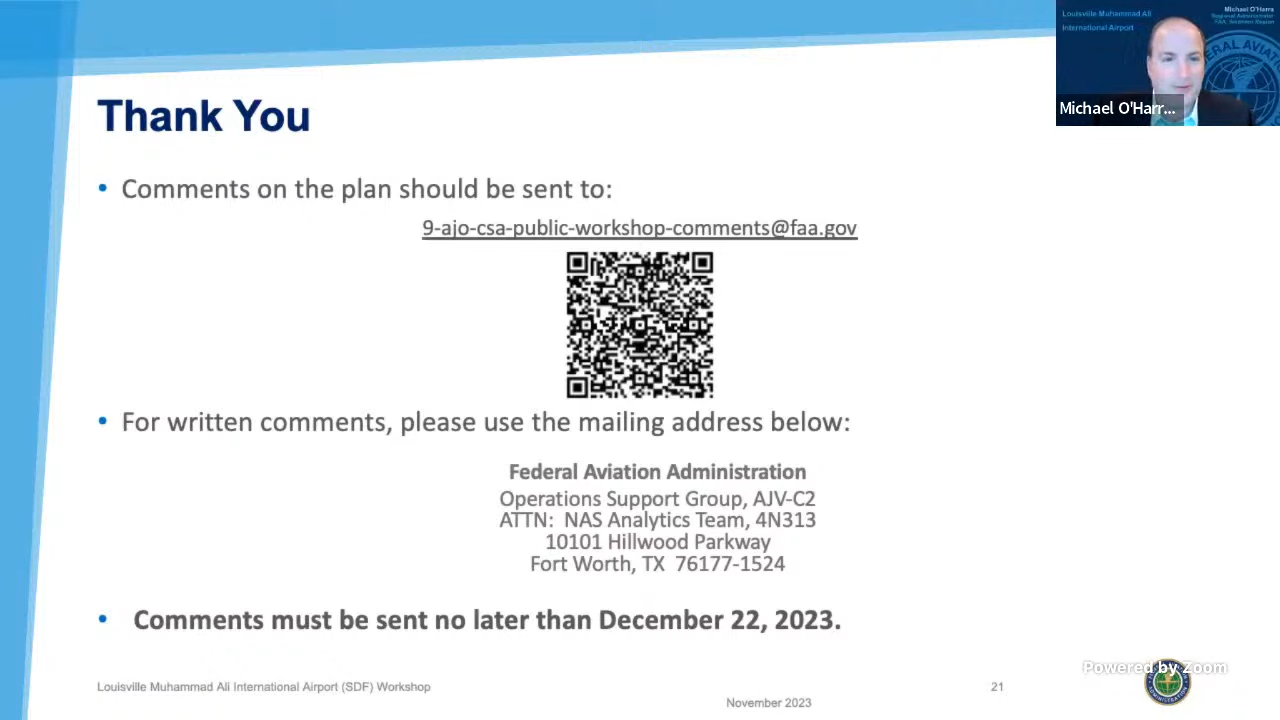 Louisville Muhammad Ali
International Airport
Michael O'Harra
Regional Administrator
FAA, Southern Region
Michael O'Harr...
Thank You
• Comments on the plan should be sent to:
9-ajo-csa-public-workshop-comments@faa.gov
• For written comments, please use the mailing address below:
Federal Aviation Administration
Operations Support Group, AJV-C2
ATTN: NAS Analytics Team, 4N313
10101 Hillwood Parkway
Fort Worth, TX 76177-1524
• Comments must be sent no later than December 22, 2023.
Louisville Muhammad Ali International Airport (SDF) Workshop
21
November 2023
Powered by Zoom